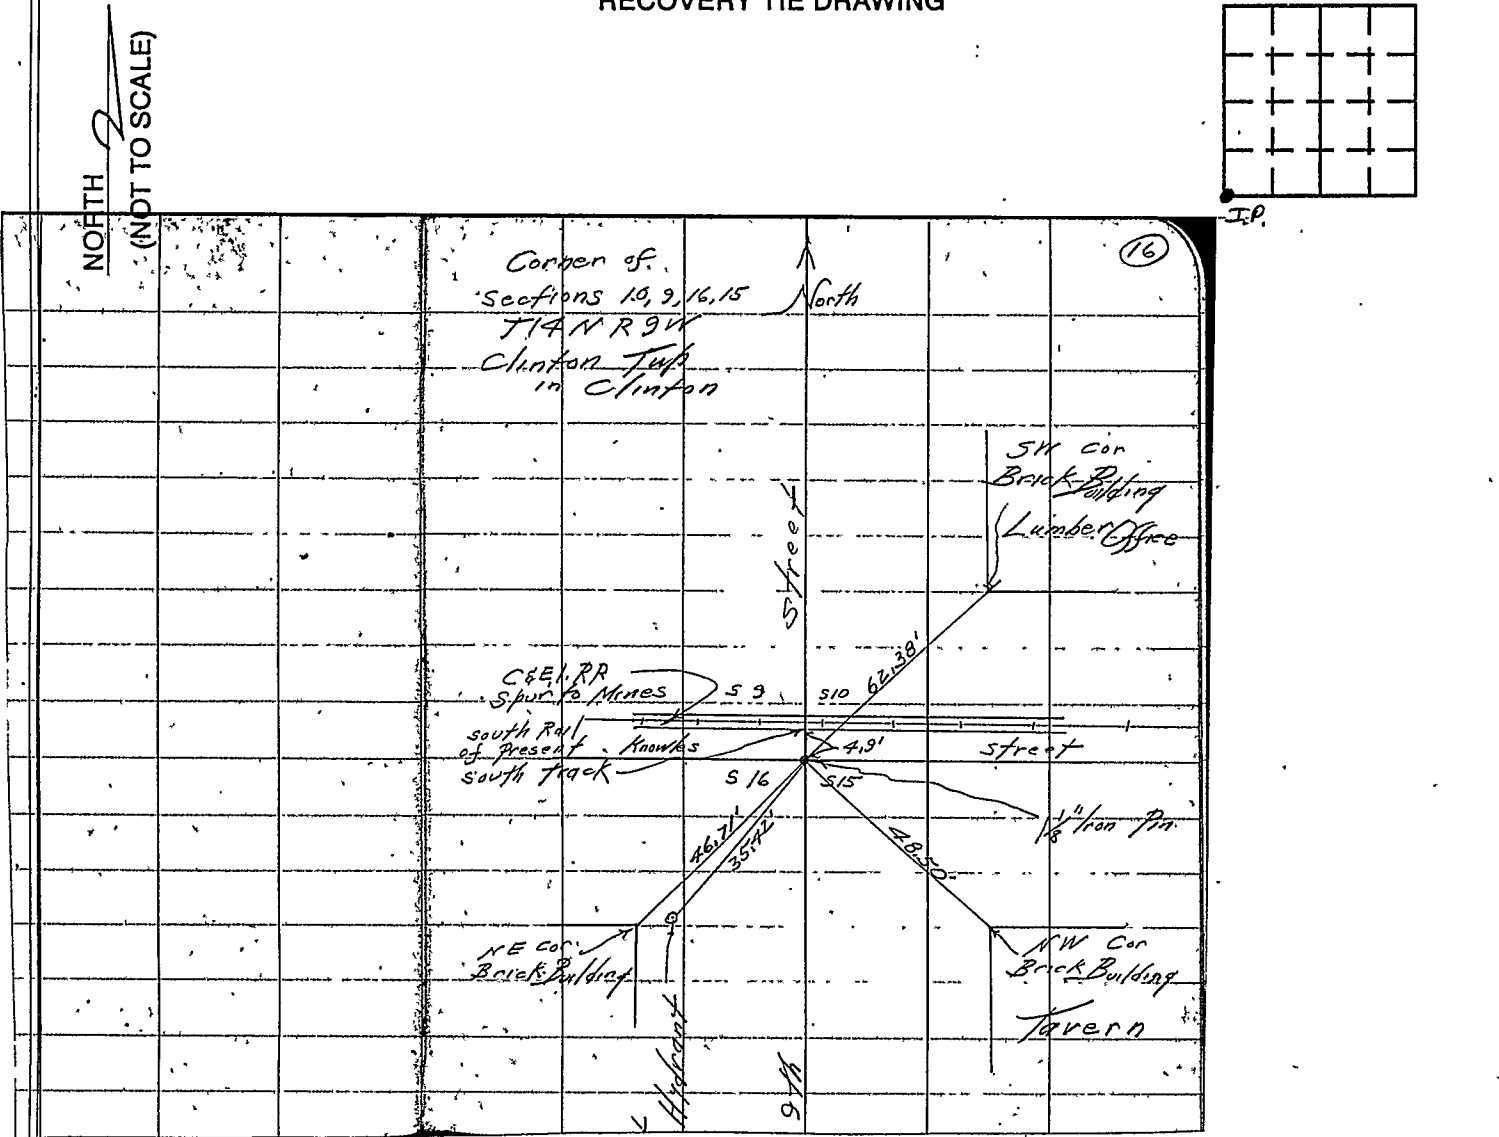 RECOVERY TIE DRAWING
NORTH
(NOT TO SCALE)
I.P.
16
Corner of
Sections 10, 9, 16, 15
T14N R9W
Clinton Twp
in Clinton
North
SW Cor
Brick Building
Lumber Office
Street
62.38'
C&E.I. RR
Spur to Mines
S 9
S10
South Rail
of Present
South track
Knowles
4.9'
Street
S 16
S15
1 1/8" Iron Pin
46.71'
35.42'
48.50'
NE Cor.
Brick Building
NW Cor
Brick Building
Tavern
Hydrant
9th